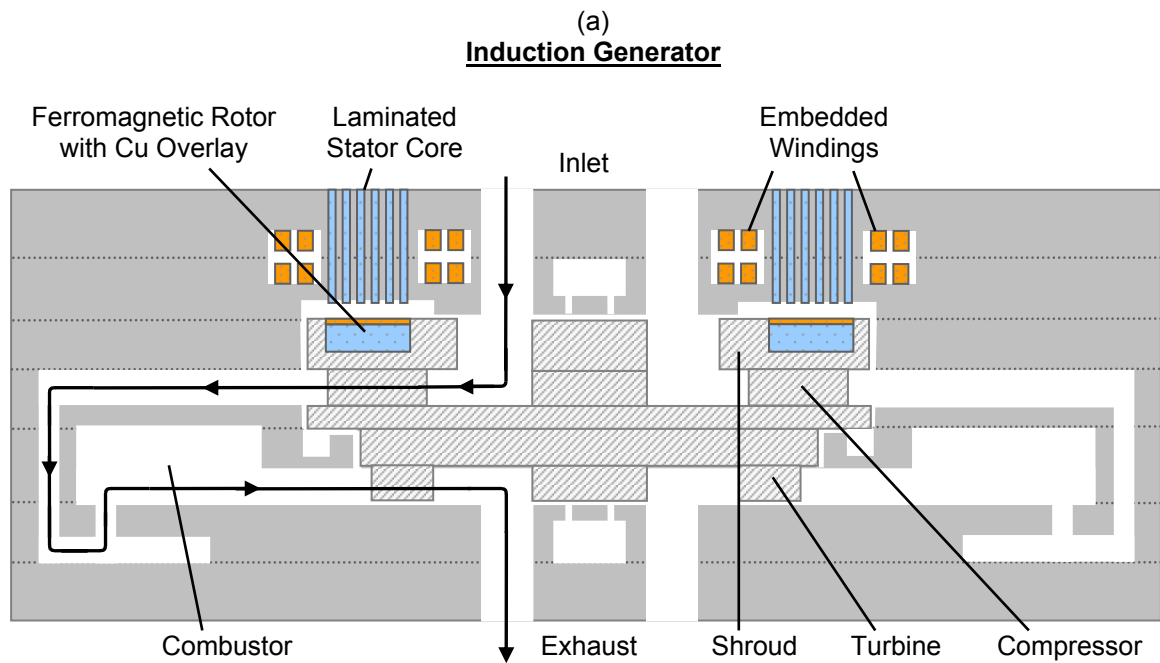 (a)
Induction Generator
Ferromagnetic Rotor
with Cu Overlay
Laminated
Stator Core
Inlet
Embedded
Windings
Combustor
Exhaust
Shroud
Turbine
Compressor